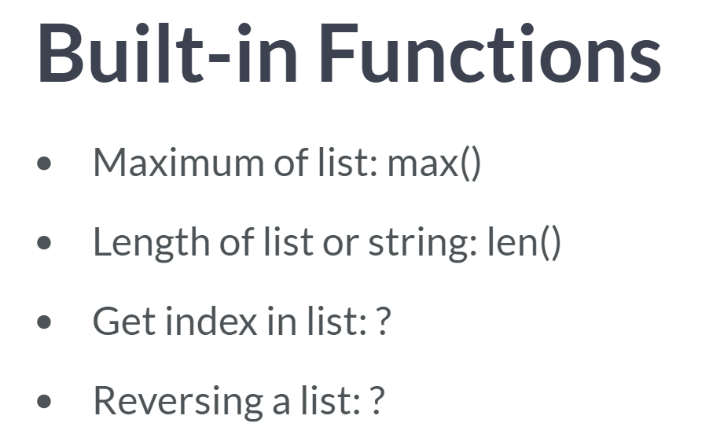 Built-in Functions
• Maximum of list: max()
• Length of list or string: len()
• Get index in list: ?
• Reversing a list: ?